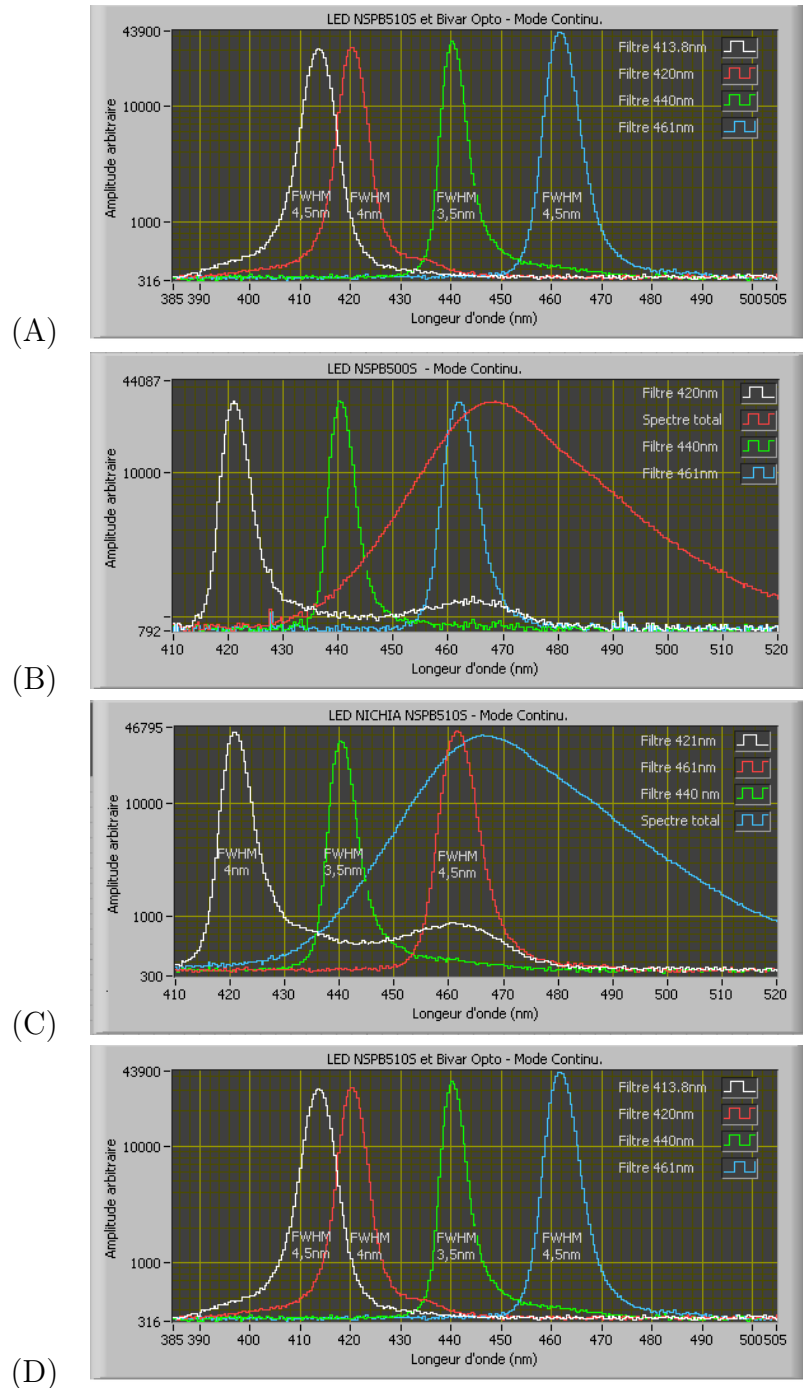 LED NSPB510S et Bivar Opto - Mode Continu.
43900
10000
1000
316
Amplitude arbitraire
Filtre 413.8nm
Filtre 420nm
Filtre 440nm
Filtre 461nm
FWHM
4,5nm
FWHM
4nm
FWHM
3,5nm
FWHM
4,5nm
385 390 400 410 420 430 440 450 460 470 480 490 500 505
Longeur d'onde (nm)
(A)
LED NSPB500S - Mode Continu.
44087
10000
792
Amplitude arbitraire
Filtre 420nm
Spectre total
Filtre 440nm
Filtre 461nm
410 420 430 440 450 460 470 480 490 500 510 520
Longeur d'onde (nm)
(B)
LED NICHIA NSPB510S - Mode Continu.
46795
10000
1000
300
Amplitude arbitraire
Filtre 421nm
Filtre 461nm
Filtre 440 nm
Spectre total
FWHM
4nm
FWHM
3,5nm
FWHM
4,5nm
410 420 430 440 450 460 470 480 490 500 510 520
Longeur d'onde (nm)
(C)
LED NSPB510S et Bivar Opto - Mode Continu.
43900
10000
1000
316
Amplitude arbitraire
Filtre 413.8nm
Filtre 420nm
Filtre 440nm
Filtre 461nm
FWHM
4,5nm
FWHM
4nm
FWHM
3,5nm
FWHM
4,5nm
385 390 400 410 420 430 440 450 460 470 480 490 500 505
Longeur d'onde (nm)
(D)